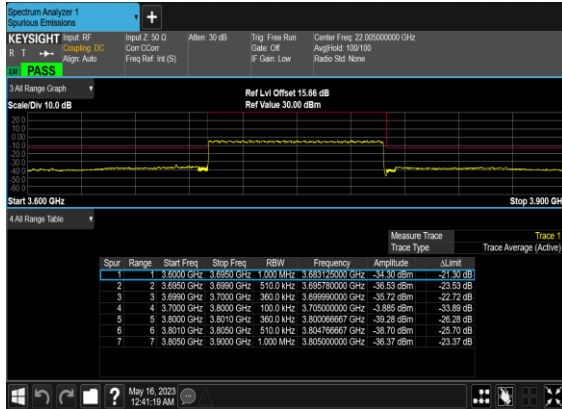 Spectrum Analyzer 1
Spurious Emissions
KEYSIGHT Input: RF Input Z: 50 Ω Atten: 30 dB Trig: Free Run Center Freq: 22.005000000 GHz
R T Coupling: DC Corr CCorr Gate: Off Avg|Hold: 100/100
Align: Auto Freq Ref: Int (S) IF Gain: Low Radio Std: None
PASS
3 All Range Graph
Ref Lvl Offset 15.66 dB
Scale/Div 10.0 dB Ref Value 30.00 dBm
20.0
10.0
0.00
-10.0
-20.0
-30.0
-40.0
-50.0
-60.0
Start 3.600 GHz Stop 3.900 GH
4 All Range Table
Measure Trace Trace 1
Trace Type Trace Average (Active)
Spur Range Start Freq Stop Freq RBW Frequency Amplitude ΔLimit
1 1 3.6000 GHz 3.6950 GHz 1.000 MHz 3.683125000 GHz -34.30 dBm -21.30 dB
2 2 3.6950 GHz 3.6990 GHz 510.0 kHz 3.695780000 GHz -36.53 dBm -23.53 dB
3 3 3.6990 GHz 3.7000 GHz 360.0 kHz 3.699990000 GHz -35.72 dBm -22.72 dB
4 4 3.7000 GHz 3.8000 GHz 100.0 kHz 3.705000000 GHz -3.885 dBm -33.89 dB
5 5 3.8000 GHz 3.8010 GHz 360.0 kHz 3.800066667 GHz -39.28 dBm -26.28 dB
6 6 3.8010 GHz 3.8050 GHz 510.0 kHz 3.804766667 GHz -38.70 dBm -25.70 dB
7 7 3.8050 GHz 3.9000 GHz 1.000 MHz 3.805000000 GHz -36.37 dBm -23.37 dB
May 16, 2023
12:41:19 AM